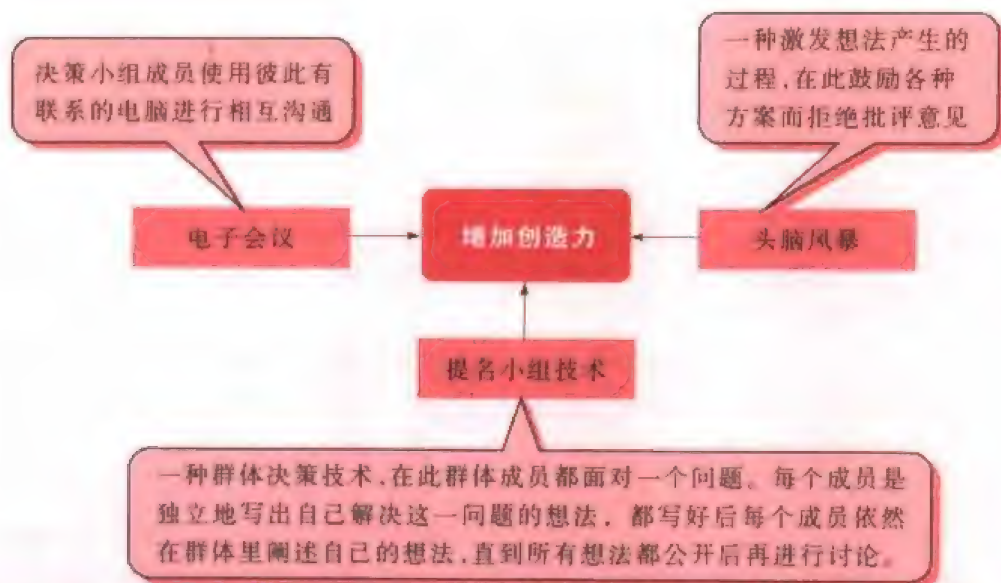 决策小组成员使用彼此有
联系的电脑进行相互沟通
一种激发想法产生的
过程,在此鼓励各种
方案而拒绝批评意见
电子会议
增加创造力
头脑风暴
提名小组技术
一种群体决策技术,在此群体成员都面对一个问题。每个成员是
独立地写出自己解决这一问题的想法,都写好后每个成员依然
在群体里阐述自己的想法,直到所有想法都公开后再进行讨论。